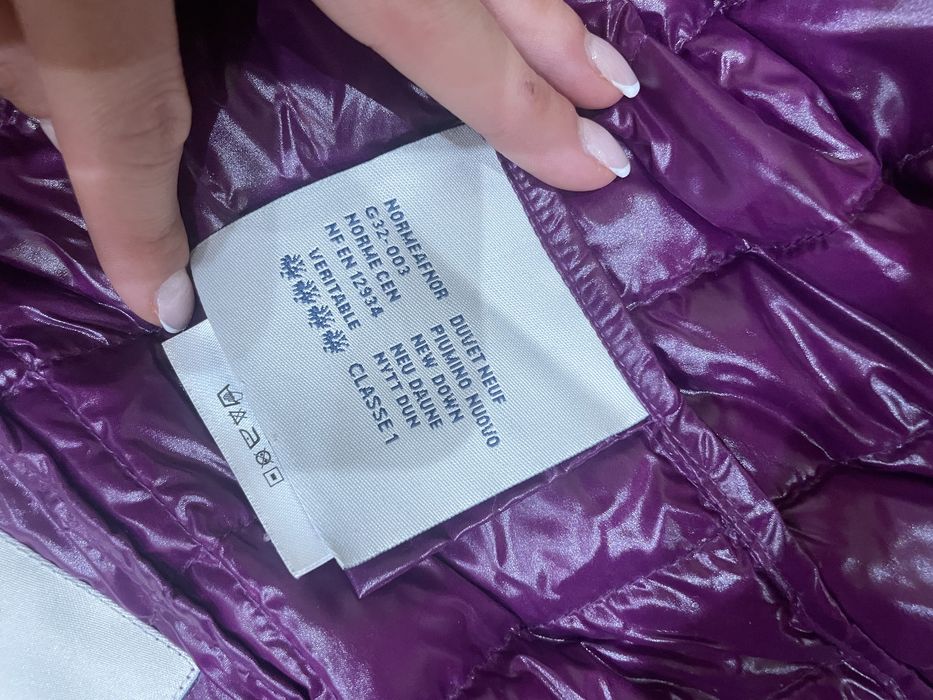 NORMEAFNOR
G32-003
NORME CEN
NF EN 12934
VERITABLE
DUVET NEUF
FIUMINO NUOVO
NEW DOWN
NEU DAUNE
NYTT DUN
CLASSE 1